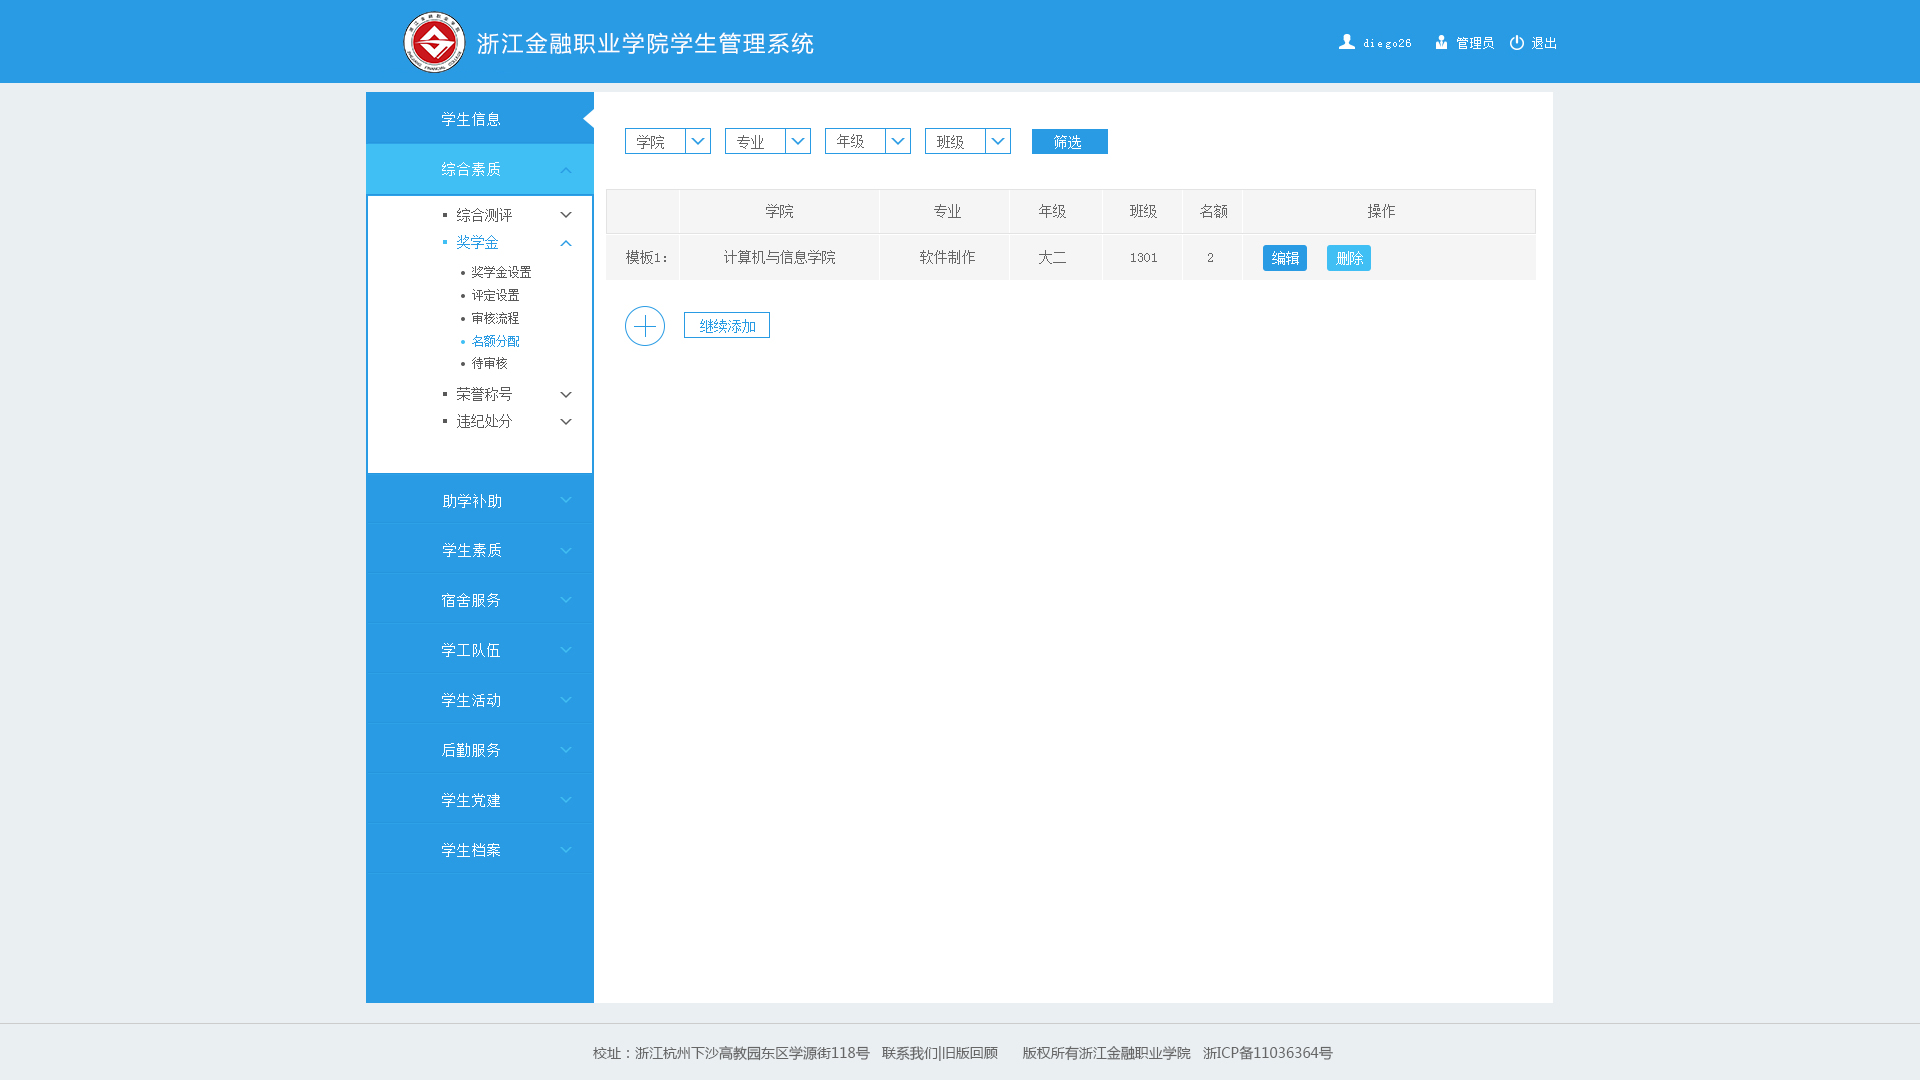 浙江金融职业学院学生管理系统
diego26 管理员 退出
学生信息
综合素质
综合测评
奖学金
奖学金设置
评定设置
审核流程
名额分配
待审核
荣誉称号
违纪处分
助学补助
学生素质
宿舍服务
学工队伍
学生活动
后勤服务
学生党建
学生档案
学院 专业 年级 班级 筛选
学院 专业 年级 班级 名额 操作
模板1: 计算机与信息学院 软件制作 大二 1301 2 编辑 删除
继续添加
校址：浙江杭州下沙高教园东区学源街118号 联系我们|旧版回顾 版权所有浙江金融职业学院 浙ICP备11036364号